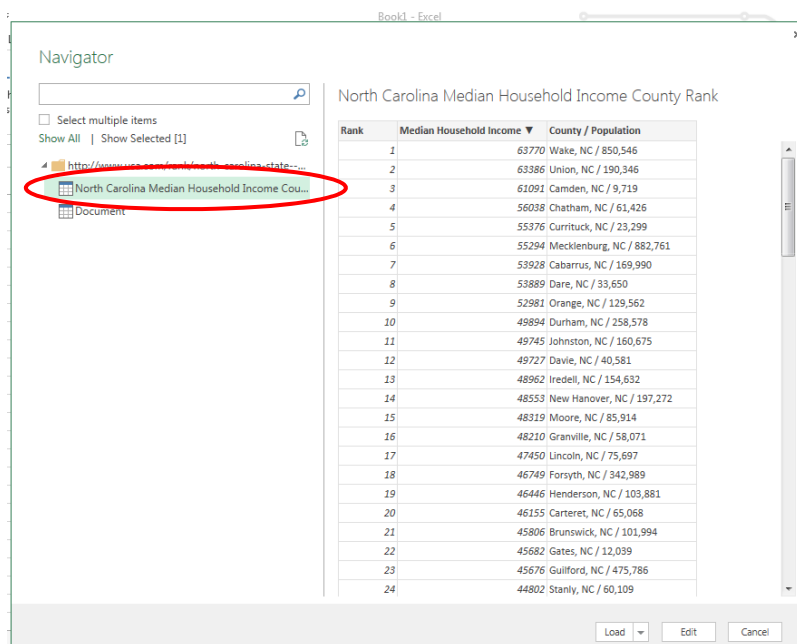 Book1 - Excel
Navigator
North Carolina Median Household Income County Rank
Select multiple items
Show All | Show Selected [1]
http://www.usa.com/rank/north-carolina-state--...
North Carolina Median Household Income Cou...
Document
Rank Median Household Income ▼ County / Population
1 63770 Wake, NC / 850,546
2 63386 Union, NC / 190,346
3 61091 Camden, NC / 9,719
4 56038 Chatham, NC / 61,426
5 55376 Currituck, NC / 23,299
6 55294 Mecklenburg, NC / 882,761
7 53928 Cabarrus, NC / 169,990
8 53889 Dare, NC / 33,650
9 52981 Orange, NC / 129,562
10 49894 Durham, NC / 258,578
11 49745 Johnston, NC / 160,675
12 49727 Davie, NC / 40,581
13 48962 Iredell, NC / 154,632
14 48553 New Hanover, NC / 197,272
15 48319 Moore, NC / 85,914
16 48210 Granville, NC / 58,071
17 47450 Lincoln, NC / 75,697
18 46749 Forsyth, NC / 342,989
19 46446 Henderson, NC / 103,881
20 46155 Carteret, NC / 65,068
21 45806 Brunswick, NC / 101,994
22 45682 Gates, NC / 12,039
23 45676 Guilford, NC / 475,786
24 44802 Stanly, NC / 60,109
Load Edit Cancel